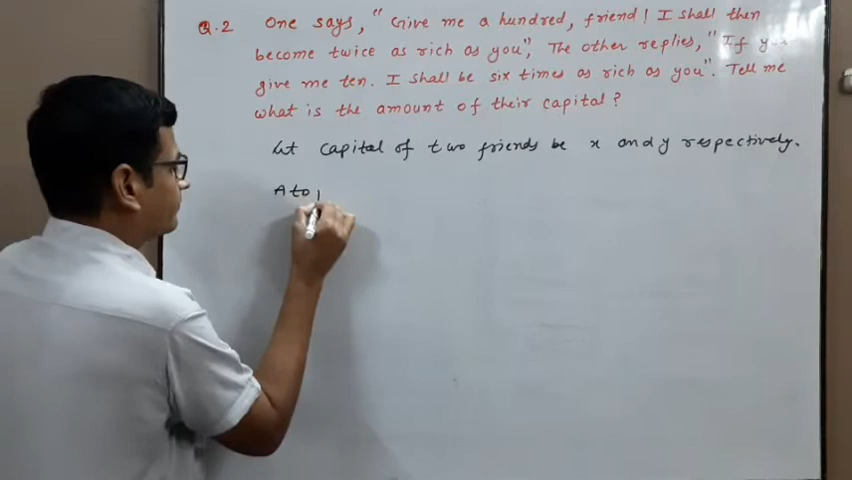 Q.2 One says, "Give me a hundred, friend! I shall then
become twice as rich as you", The other replies, "If
give me ten. I shall be six times as rich as you". Tell me
what is the amount of their capital?
Let capital of two friends be x and y respectively.
A to